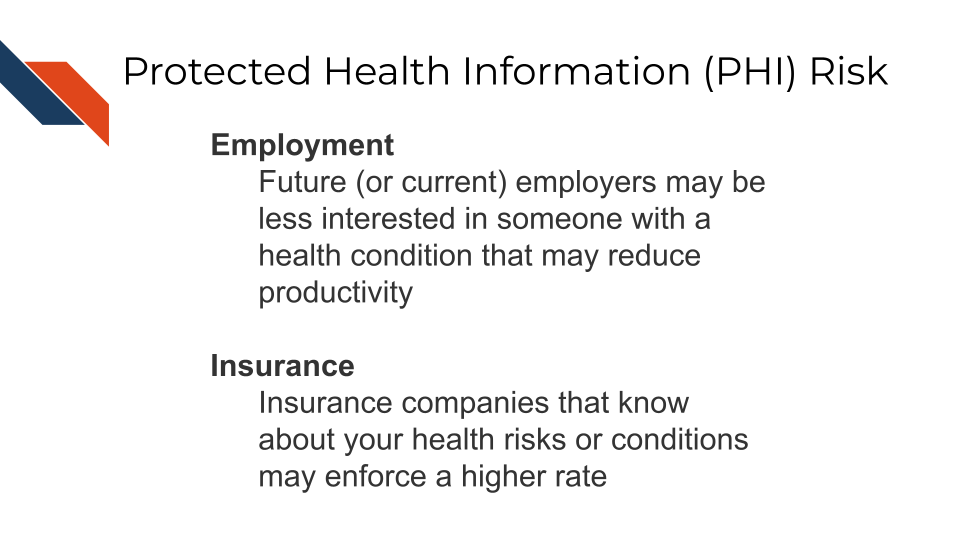 Protected Health Information (PHI) Risk
Employment
Future (or current) employers may be
less interested in someone with a
health condition that may reduce
productivity
Insurance
Insurance companies that know
about your health risks or conditions
may enforce a higher rate